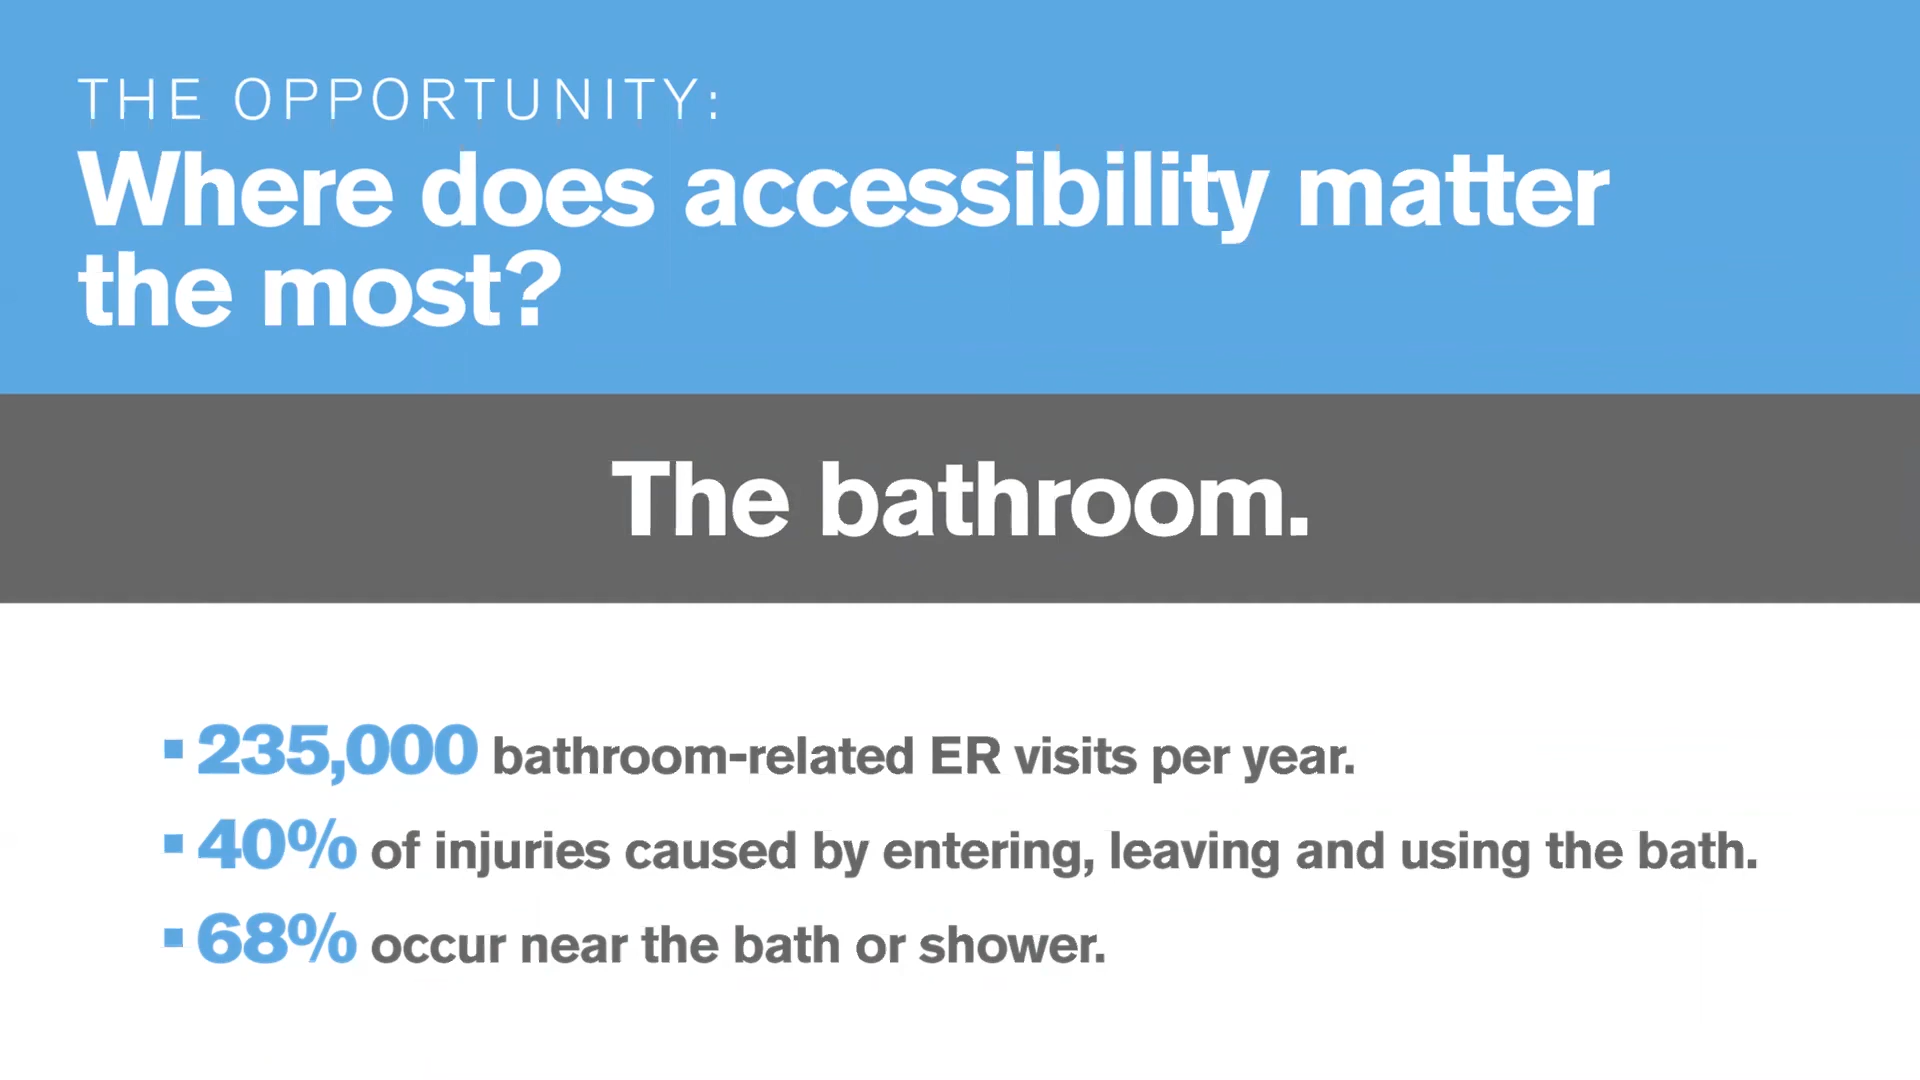 THE OPPORTUNITY:
Where does accessibility matter
the most?
The bathroom.
▪ 235,000 bathroom-related ER visits per year.
▪ 40% of injuries caused by entering, leaving and using the bath.
▪ 68% occur near the bath or shower.